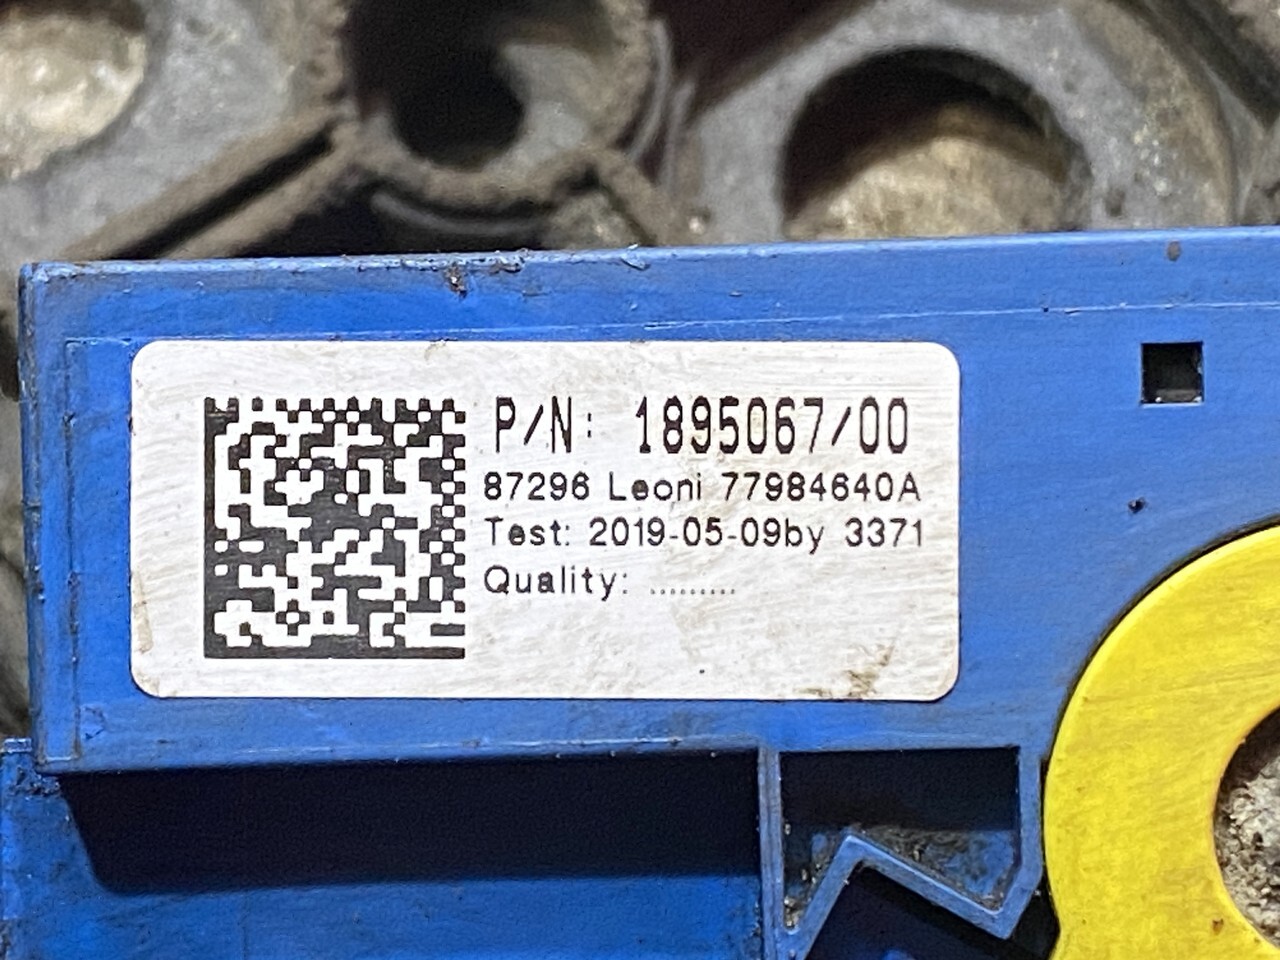 P/N: 1895067/00
87296 Leoni 77984640A
Test: 2019-05-09by 3371
Quality: .........